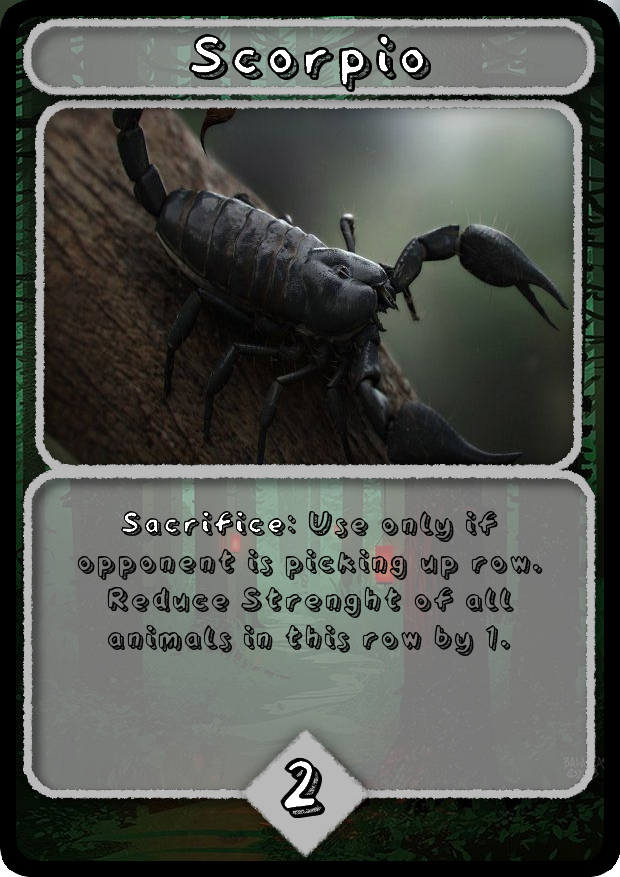 Scorpio
Sacrifice: Use only if
opponent is picking up row.
Reduce Strenght of all
animals in this row by 1.
2